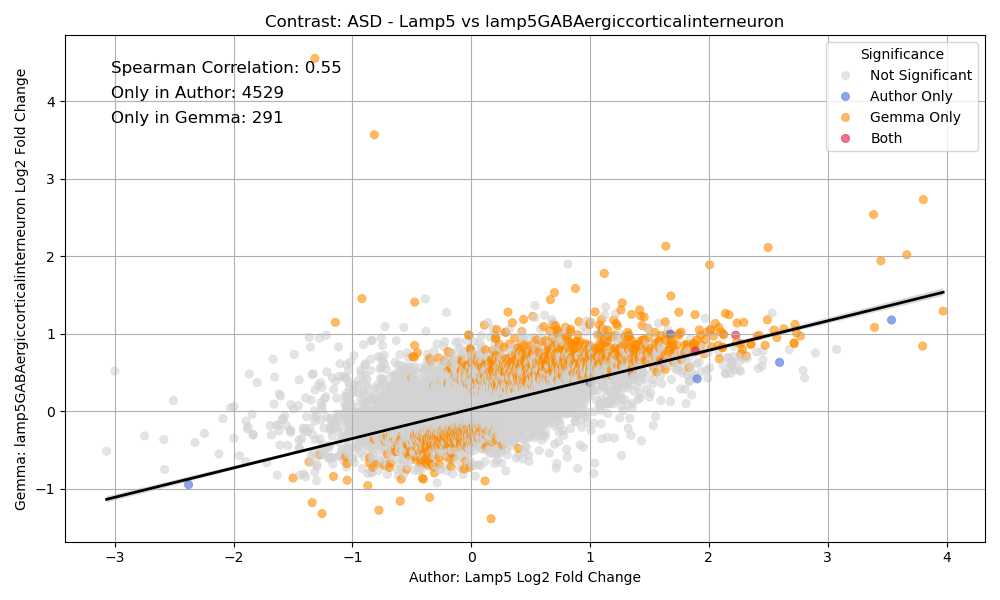 Contrast: ASD - Lamp5 vs lamp5GABAergiccorticalinterneuron
Spearman Correlation: 0.55
Only in Author: 4529
Only in Gemma: 291
Significance
Not Significant
Author Only
Gemma Only
Both
Gemma: lamp5GABAergiccorticalinterneuron Log2 Fold Change
4
3
2
1
0
−1
−3
−2
−1
0
1
2
3
4
Author: Lamp5 Log2 Fold Change